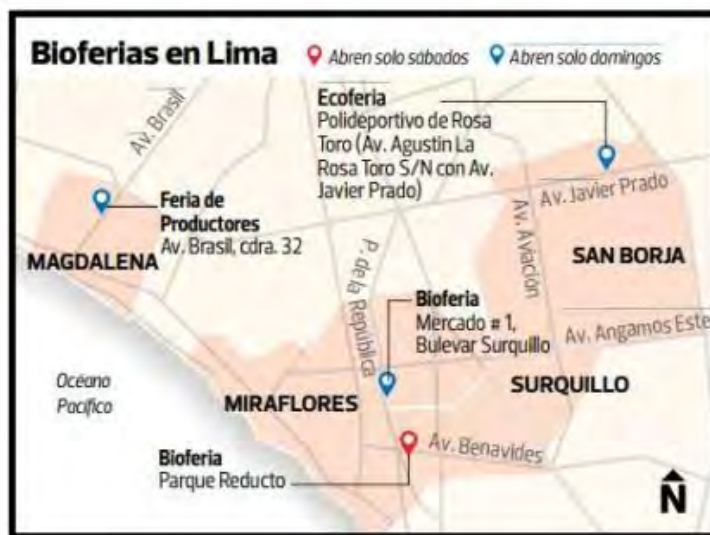 Bioferias en Lima
Abren solo sábados
Abren solo domingos
Ecoferia
Polideportivo de Rosa
Toro (Av. Agustin La
Rosa Toro S/N con Av.
Javier Prado)
Av. Brasil
Feria de
Productores
Av. Brasil, cdra. 32
MAGDALENA
Av. Javier Prado
Av. Aviación
SAN BORJA
P. de la República
Bioferia
Mercado # 1,
Bulevar Surquillo
Av. Angamos Este
Océano
Pacífico
MIRAFLORES
SURQUILLO
Av. Benavides
Bioferia
Parque Reducto
N